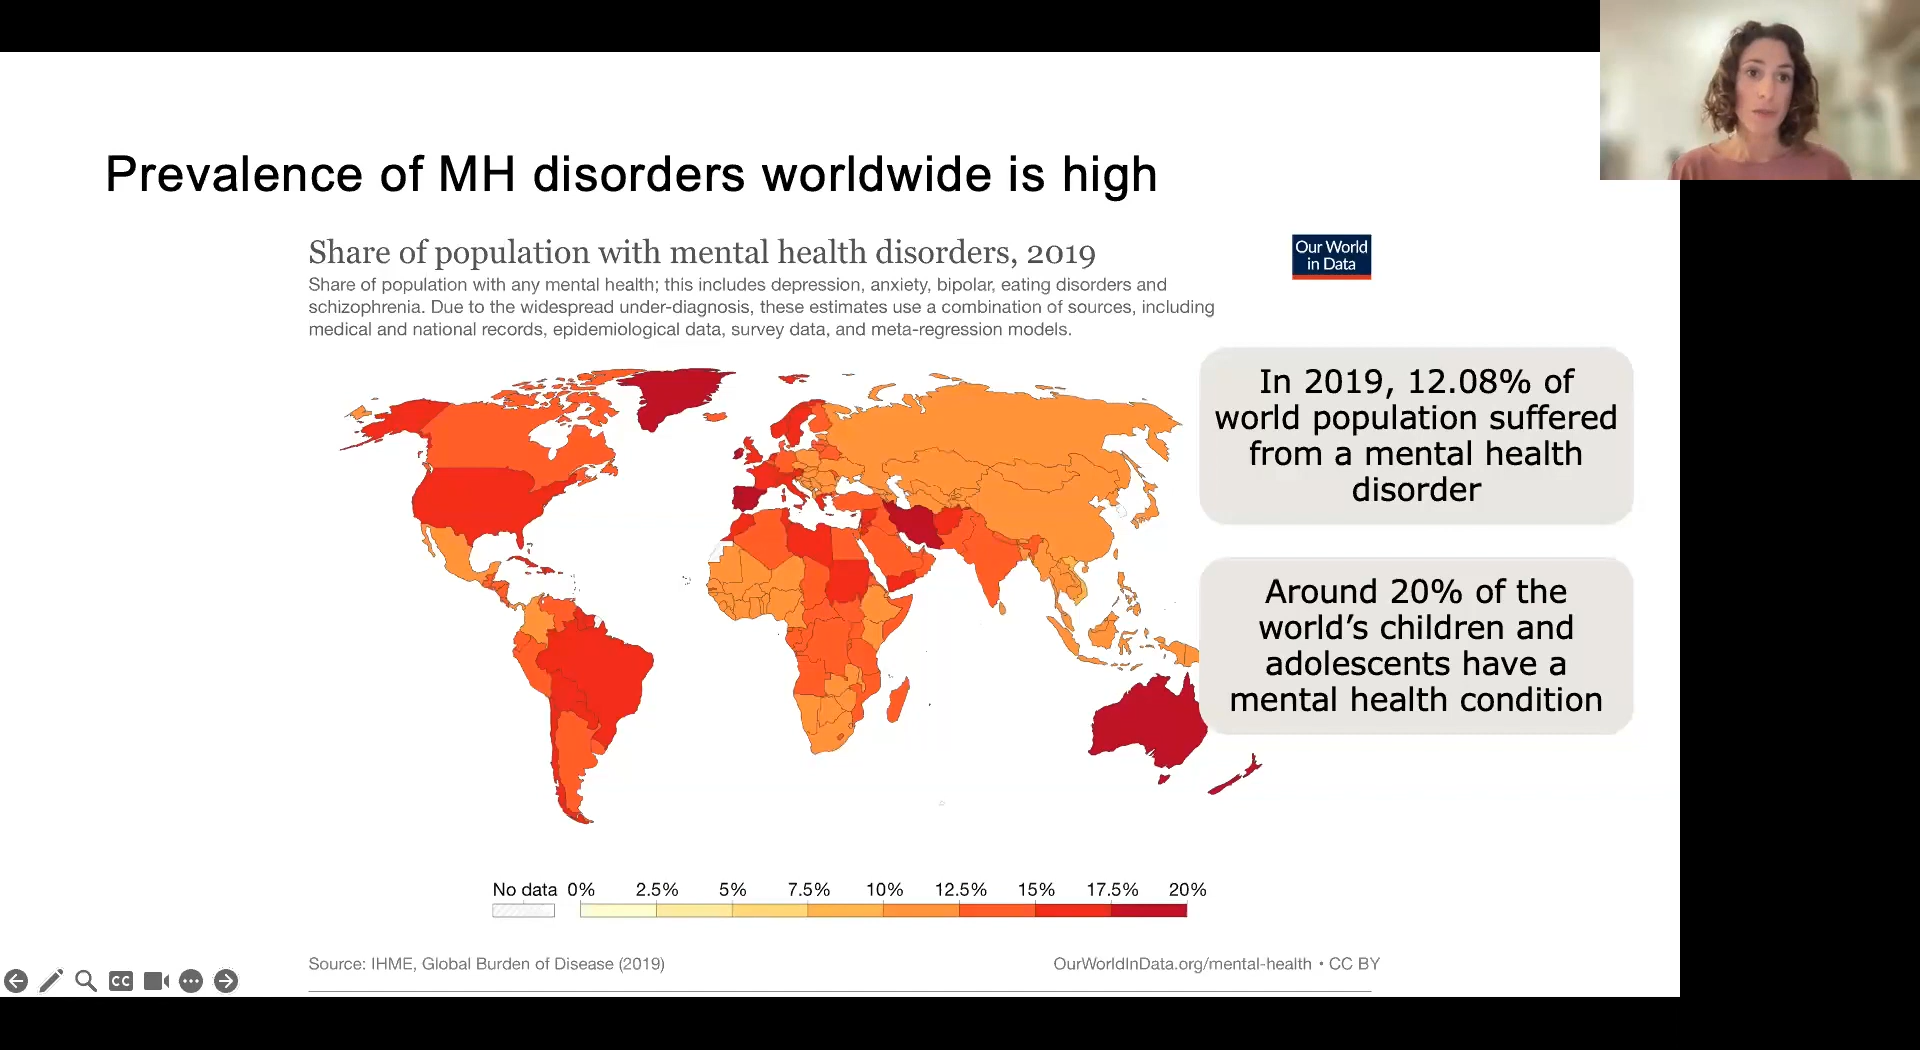 Prevalence of MH disorders worldwide is high
Share of population with mental health disorders, 2019
Our World
in Data
Share of population with any mental health; this includes depression, anxiety, bipolar, eating disorders and
schizophrenia. Due to the widespread under-diagnosis, these estimates use a combination of sources, including
medical and national records, epidemiological data, survey data, and meta-regression models.
In 2019, 12.08% of
world population suffered
from a mental health
disorder
Around 20% of the
world's children and
adolescents have a
mental health condition
No data 0% 2.5% 5% 7.5% 10% 12.5% 15% 17.5% 20%
Source: IHME, Global Burden of Disease (2019)
OurWorldInData.org/mental-health • CC BY
CC